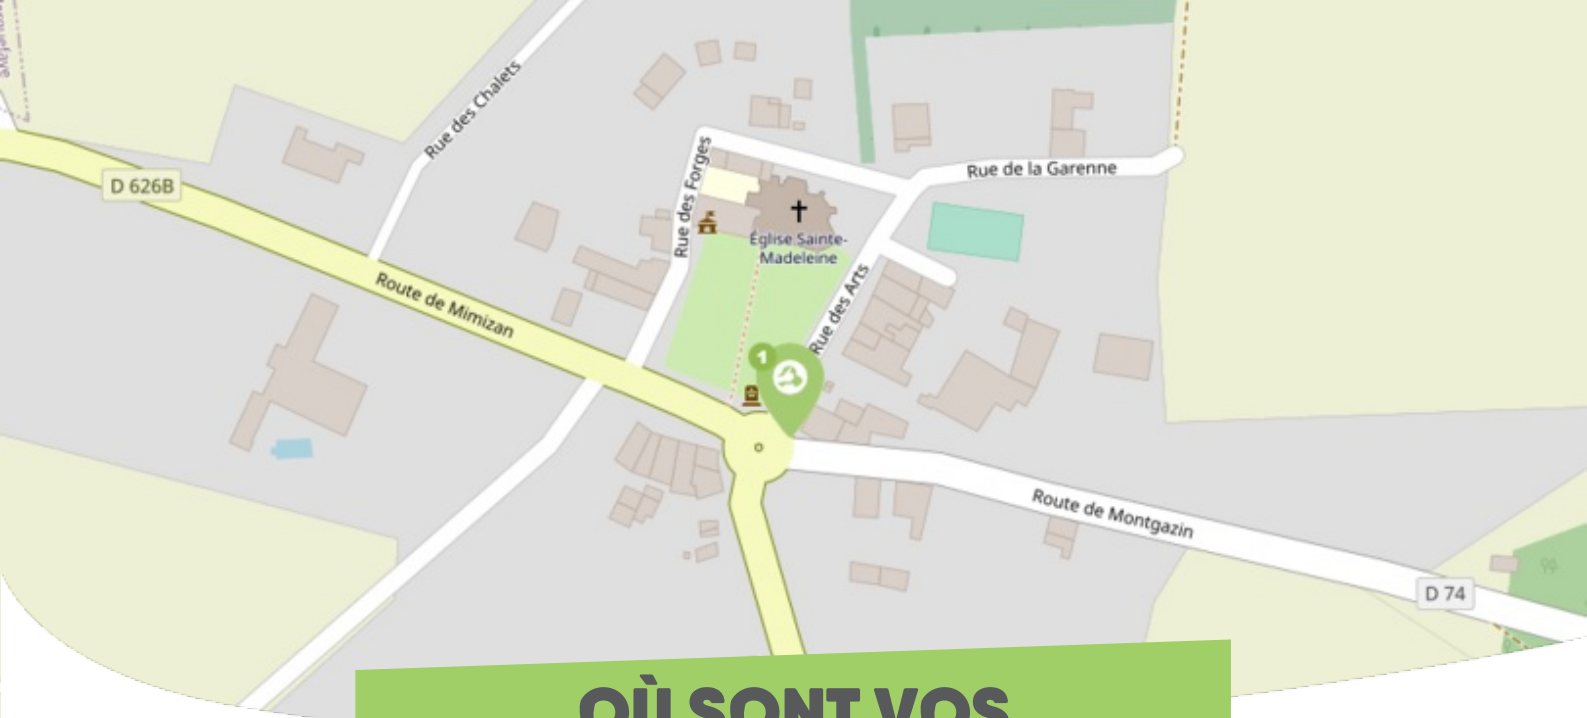 Rue des Chalets
D 626B
Rue des Forges
Rue de la Garenne
Église Sainte-
Madeleine
Route de Mimizan
Rue des Arts
1
Route de Montgazin
D 74
OÙ SONT VOS